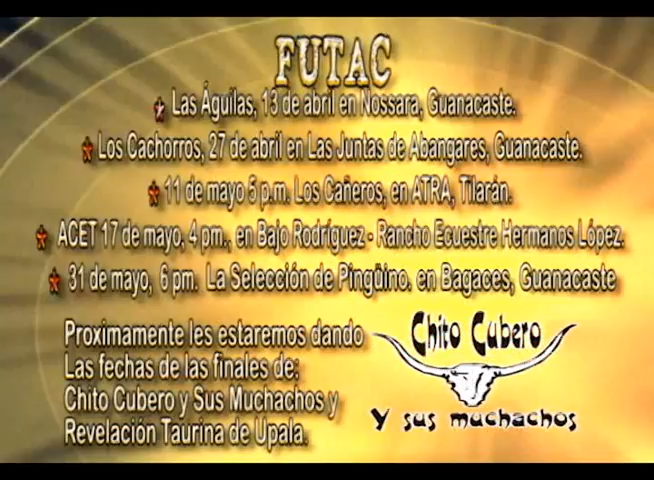 FUTAC
Las Águilas, 13 de abril en Nossara, Guanacaste.
Los Cachorros, 27 de abril en Las Juntas de Abangares, Guanacaste.
11 de mayo 5 p.m. Los Cañeros, en ATRA, Tilarán.
ACET 17 de mayo, 4 pm., en Bajo Rodríguez - Rancho Ecuestre Hermanos López.
31 de mayo, 6 pm. La Selección de Pingüino, en Bagaces, Guanacaste
Proximamente les estaremos dando
Las fechas de las finales de:
Chito Cubero y Sus Muchachos y
Revelación Taurina de Upala.
Chito Cubero
Y sus muchachos